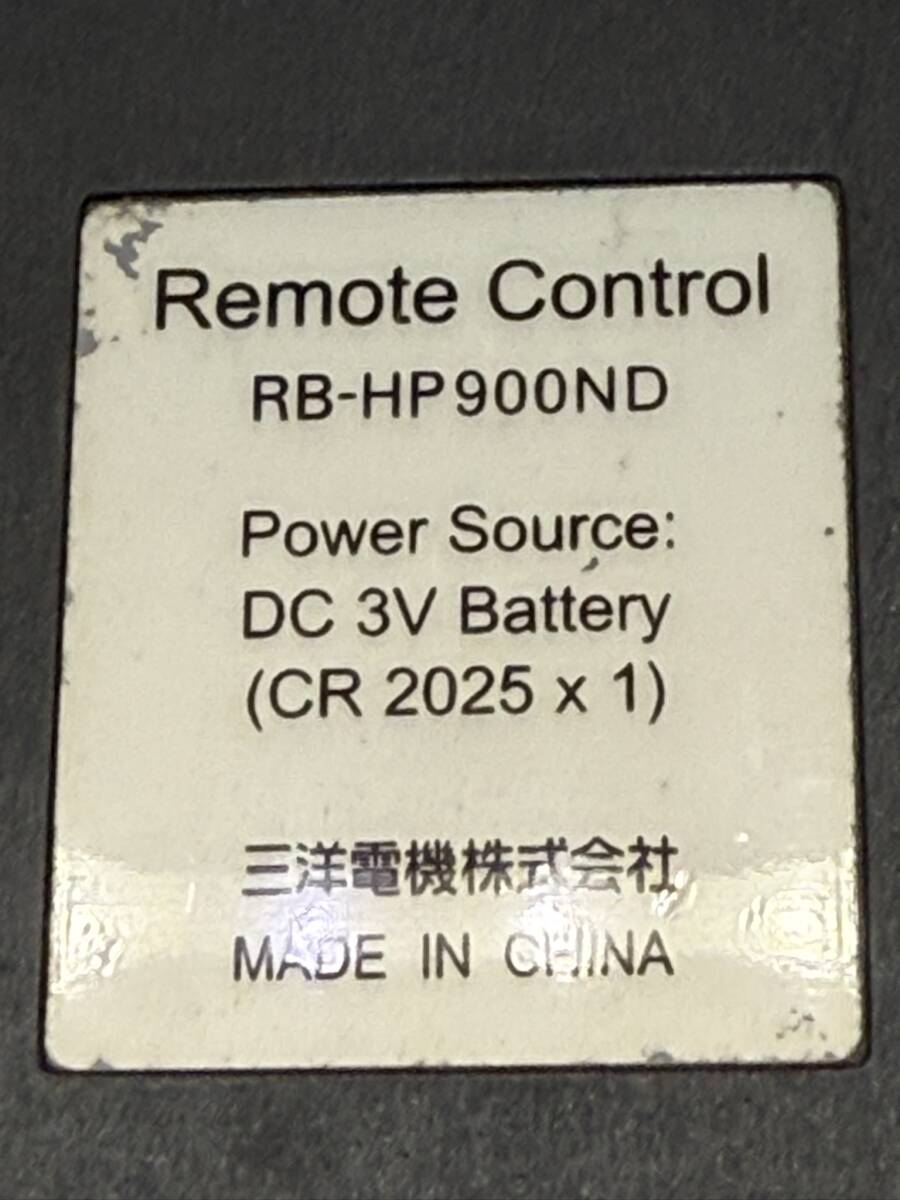 Remote Control
RB-HP900ND
Power Source:
DC 3V Battery
(CR 2025 x 1)
三洋電機株式会社
MADE IN CHINA